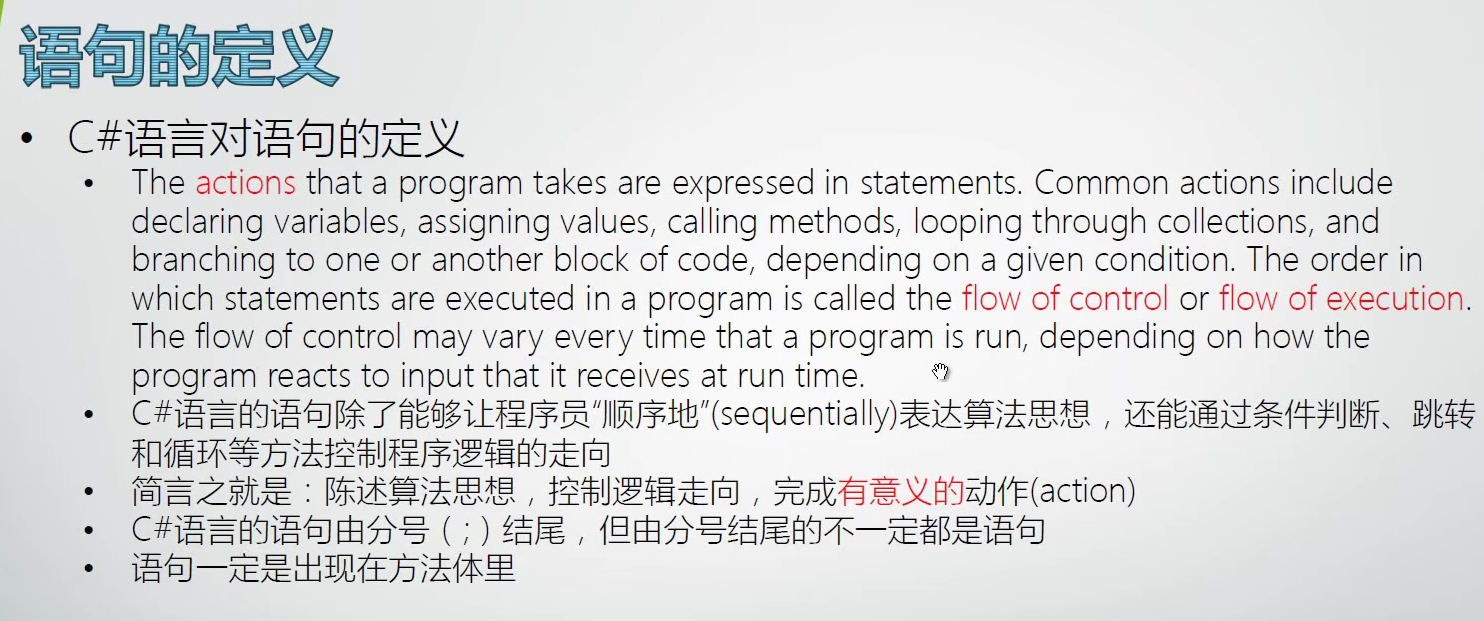 语句的定义
• C#语言对语句的定义
• The actions that a program takes are expressed in statements. Common actions include
declaring variables, assigning values, calling methods, looping through collections, and
branching to one or another block of code, depending on a given condition. The order in
which statements are executed in a program is called the flow of control or flow of execution.
The flow of control may vary every time that a program is run, depending on how the
program reacts to input that it receives at run time.
• C#语言的语句除了能够让程序员“顺序地”(sequentially)表达算法思想，还能通过条件判断、跳转
和循环等方法控制程序逻辑的走向
• 简言之就是：陈述算法思想，控制逻辑走向，完成有意义的动作(action)
• C#语言的语句由分号（；）结尾，但由分号结尾的不一定都是语句
• 语句一定是出现在方法体里